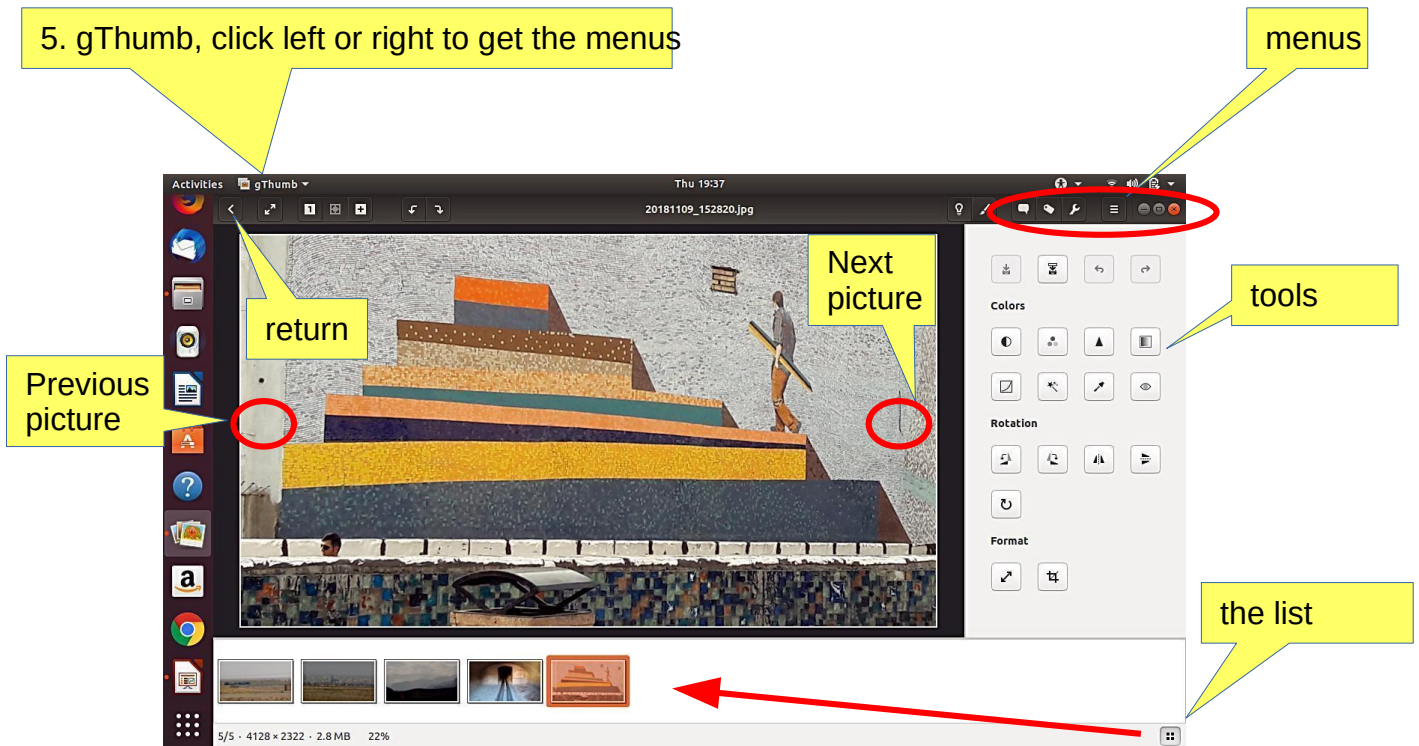 5. gThumb, click left or right to get the menus
menus
Activities gThumb Thu 19:37
20181109_152820.jpg
Next
picture
return
tools
Colors
Previous
picture
Rotation
Format
the list
5/5 · 4128 × 2322 · 2.8 MB 22%